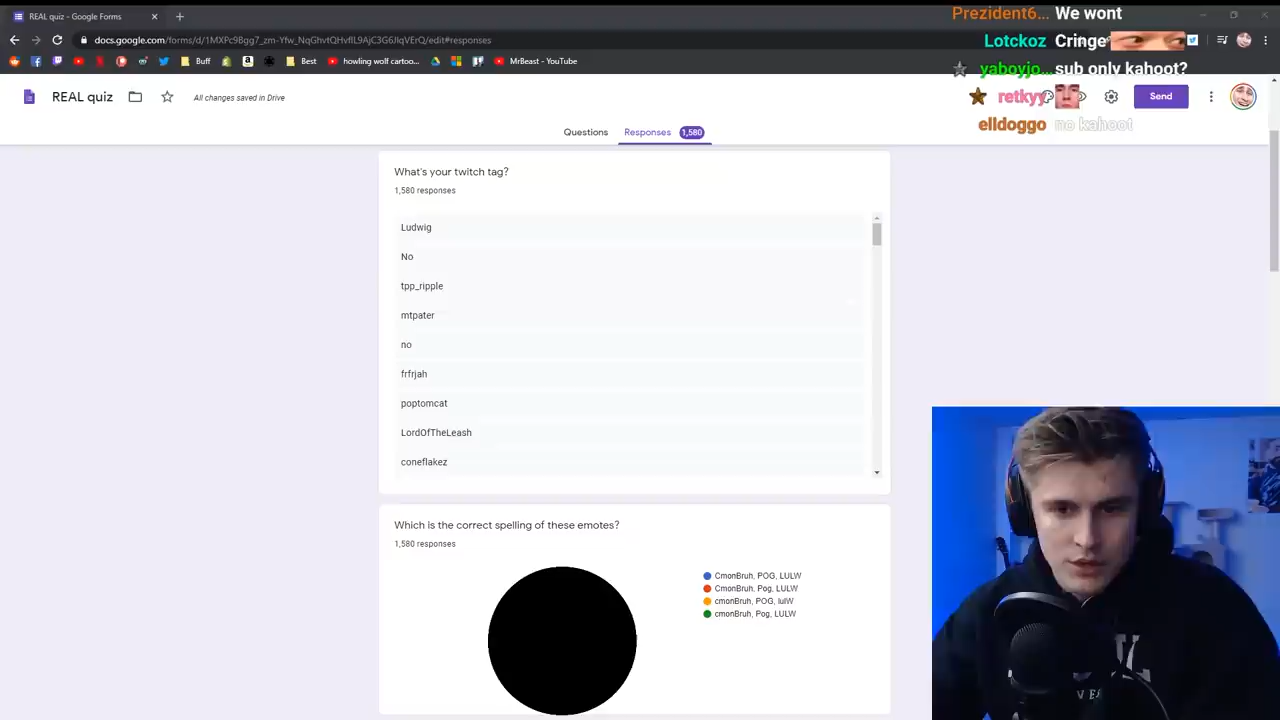 REAL quiz - Google Forms
docs.google.com/forms/d/1MXPc9Bgg7_zm-Yfw_NqGhvtQHvflL9AjC3G6JlqVErQ/edit#responses
Buff
Best
howling wolf cartoo...
MrBeast - YouTube
Prezident6... We wont
Lotckoz Cringe
yaboyjo... sub only kahoot?
retkyy
elldoggo no kahoot
REAL quiz
All changes saved in Drive
Send
Questions
Responses 1,580
What's your twitch tag?
1,580 responses
Ludwig
No
tpp_ripple
mtpater
no
frfrjah
poptomcat
LordOfTheLeash
coneflakez
Which is the correct spelling of these emotes?
1,580 responses
CmonBruh, POG, LULW
CmonBruh, Pog, LULW
cmonBruh, POG, lulW
cmonBruh, Pog, LULW